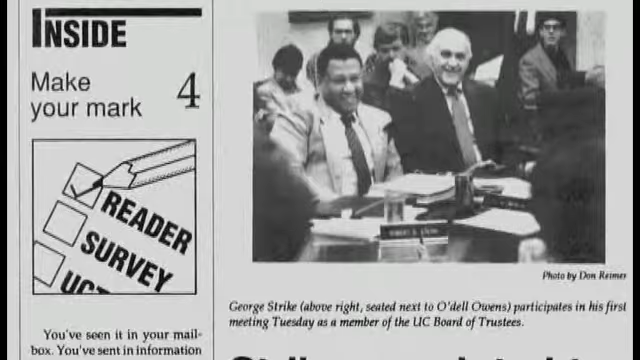 INSIDE
Make
your mark 4
READER
SURVEY
You've seen it in your mail-
box. You've sent in information
Photo by Don Reimer
George Strike (above right, seated next to O'dell Owens) participates in his first
meeting Tuesday as a member of the UC Board of Trustees.